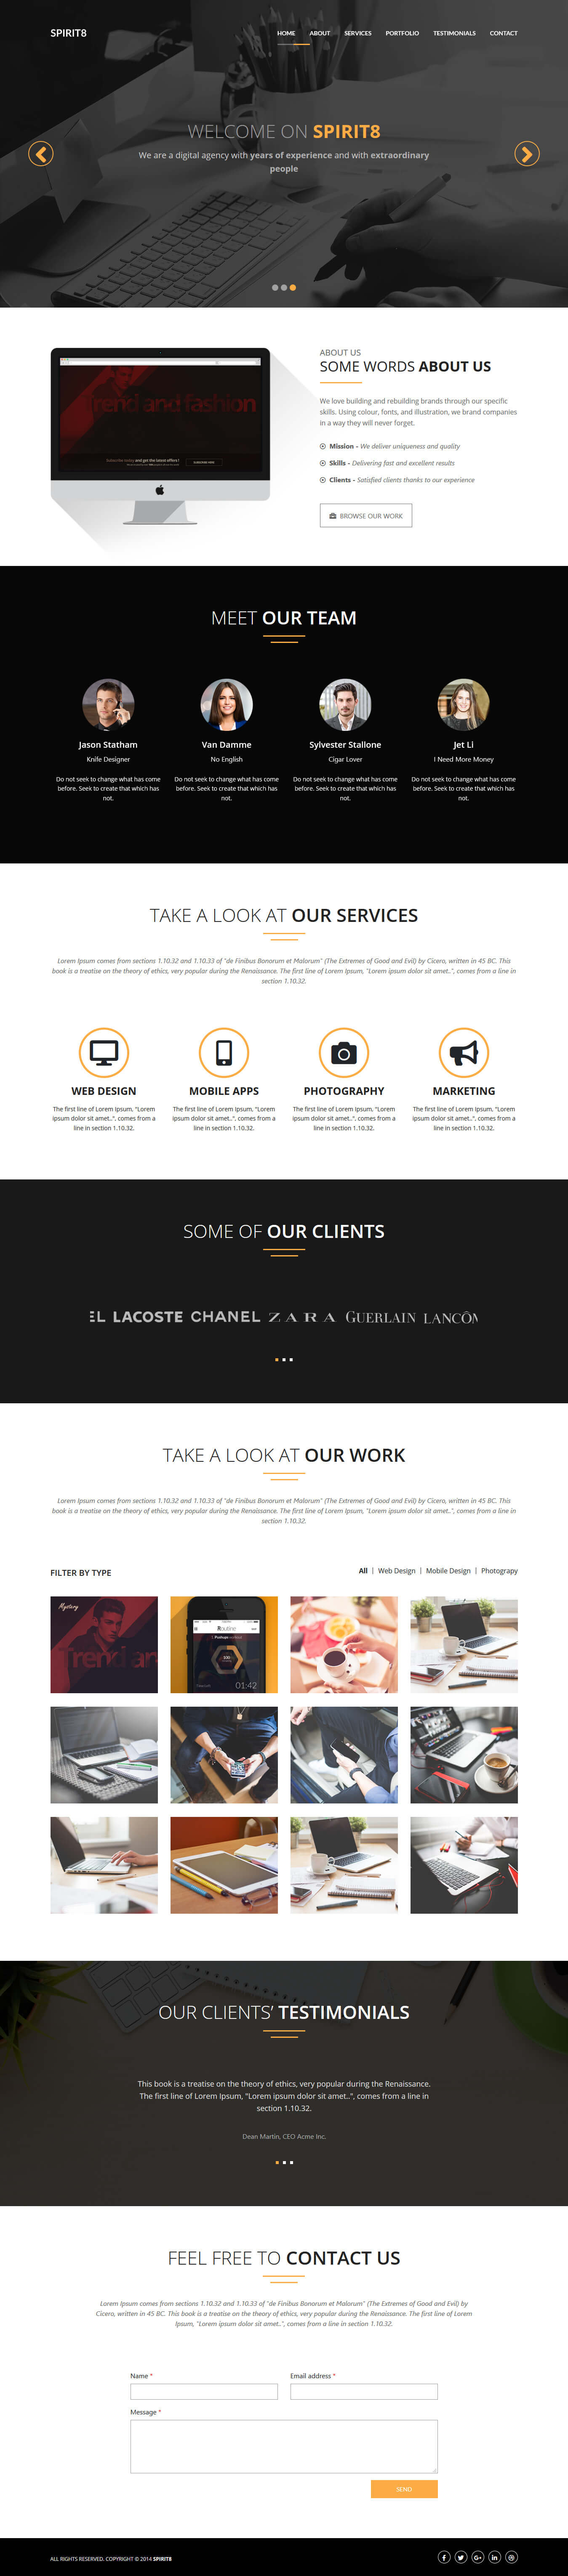 SPIRIT8
HOME ABOUT SERVICES PORTFOLIO TESTIMONIALS CONTACT
WELCOME ON SPIRIT8
We are a digital agency with years of experience and with extraordinary
people
Trend and fashion
and get the latest offers!
ABOUT US
SOME WORDS ABOUT US
We love building and rebuilding brands through our specific
skills. Using colour, fonts, and illustration, we brand companies
in a way they will never forget.
Mission - We deliver uniqueness and quality
Skills - Delivering fast and excellent results
Clients - Satisfied clients thanks to our experience
BROWSE OUR WORK
MEET OUR TEAM
Jason Statham
Knife Designer
Do not seek to change what has come
before. Seek to create that which has
not.
Van Damme
No English
Do not seek to change what has come
before. Seek to create that which has
not.
Sylvester Stallone
Cigar Lover
Do not seek to change what has come
before. Seek to create that which has
not.
Jet Li
I Need More Money
Do not seek to change what has come
before. Seek to create that which has
not.
TAKE A LOOK AT OUR SERVICES
Lorem Ipsum comes from sections 1.10.32 and 1.10.33 of "de Finibus Bonorum et Malorum" (The Extremes of Good and Evil) by Cicero, written in 45 BC. This
book is a treatise on the theory of ethics, very popular during the Renaissance. The first line of Lorem Ipsum, "Lorem ipsum dolor sit amet..", comes from a line in
section 1.10.32.
WEB DESIGN
The first line of Lorem Ipsum, "Lorem
ipsum dolor sit amet..", comes from a
line in section 1.10.32.
MOBILE APPS
The first line of Lorem Ipsum, "Lorem
ipsum dolor sit amet..", comes from a
line in section 1.10.32.
PHOTOGRAPHY
The first line of Lorem Ipsum, "Lorem
ipsum dolor sit amet..", comes from a
line in section 1.10.32.
MARKETING
The first line of Lorem Ipsum, "Lorem
ipsum dolor sit amet..", comes from a
line in section 1.10.32.
SOME OF OUR CLIENTS
EL LACOSTE CHANEL ZARA GUERLAIN LANCÔM
TAKE A LOOK AT OUR WORK
Lorem Ipsum comes from sections 1.10.32 and 1.10.33 of "de Finibus Bonorum et Malorum" (The Extremes of Good and Evil) by Cicero, written in 45 BC. This
book is a treatise on the theory of ethics, very popular during the Renaissance. The first line of Lorem Ipsum, "Lorem ipsum dolor sit amet..", comes from a line in
section 1.10.32.
FILTER BY TYPE
All | Web Design | Mobile Design | Photograpy
Mystery
Trend an
Routine
01:42
OUR CLIENTS' TESTIMONIALS
This book is a treatise on the theory of ethics, very popular during the Renaissance.
The first line of Lorem Ipsum, "Lorem ipsum dolor sit amet..", comes from a line in
section 1.10.32.
Dean Martin, CEO Acme Inc.
FEEL FREE TO CONTACT US
Lorem Ipsum comes from sections 1.10.32 and 1.10.33 of "de Finibus Bonorum et Malorum" (The Extremes of Good and Evil) by
Cicero, written in 45 BC. This book is a treatise on the theory of ethics, very popular during the Renaissance. The first line of Lorem
Ipsum, "Lorem ipsum dolor sit amet..", comes from a line in section 1.10.32.
Name *
Email address *
Message *
SEND
ALL RIGHTS RESERVED. COPYRIGHT © 2014 SPIRIT8